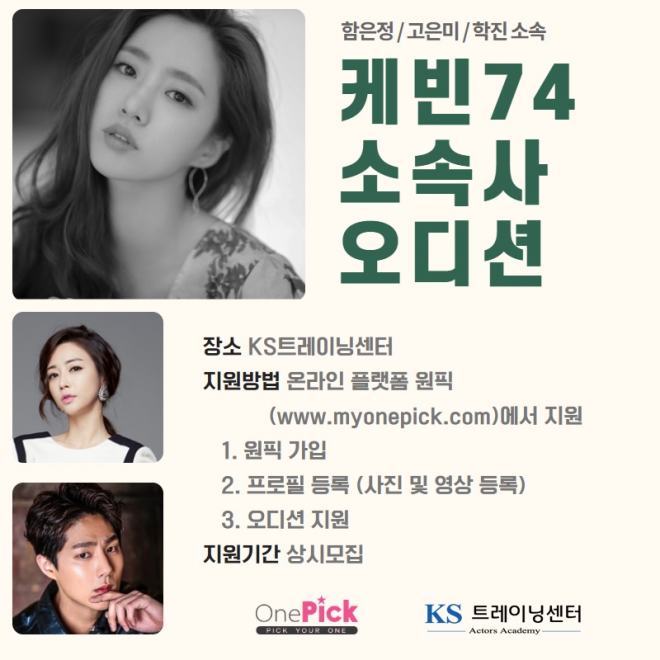 함은정 / 고은미 / 학진 소속
케빈74
소속사
오디션
장소 KS트레이닝센터
지원방법 온라인 플랫폼 원픽
(www.myonepick.com)에서 지원
1. 원픽 가입
2. 프로필 등록 (사진 및 영상 등록)
3. 오디션 지원
지원기간 상시모집
OnePick
PICK YOUR ONE
KS 트레이닝센터
Actors Academy